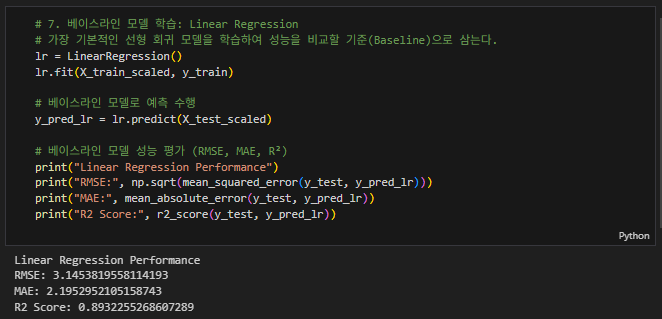 # 7. 베이스라인 모델 학습: Linear Regression
# 가장 기본적인 선형 회귀 모델을 학습하여 성능을 비교할 기준(Baseline)으로 삼는다.
lr = LinearRegression()
lr.fit(X_train_scaled, y_train)

# 베이스라인 모델로 예측 수행
y_pred_lr = lr.predict(X_test_scaled)

# 베이스라인 모델 성능 평가 (RMSE, MAE, R²)
print("Linear Regression Performance")
print("RMSE:", np.sqrt(mean_squared_error(y_test, y_pred_lr)))
print("MAE:", mean_absolute_error(y_test, y_pred_lr))
print("R2 Score:", r2_score(y_test, y_pred_lr))
Python
Linear Regression Performance
RMSE: 3.1453819558114193
MAE: 2.1952952105158743
R2 Score: 0.8932255268607289